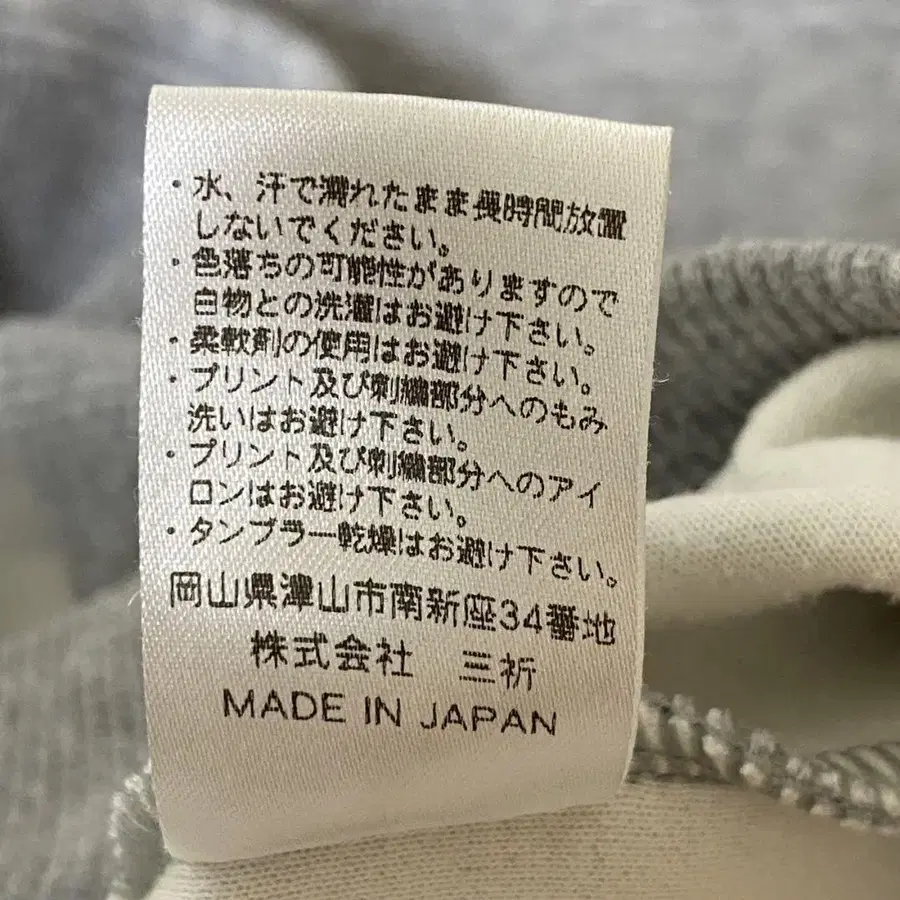 ・水、汗で濡れたまま長時間放置
しないでください。
・色落ちの可能性がありますので
白物との洗濯はお避け下さい。
・柔軟剤の使用はお避け下さい。
・プリント及び刺繍部分へのもみ
洗いはお避け下さい。
・プリント及び刺繍部分へのアイ
ロンはお避け下さい。
・タンブラー乾燥はお避け下さい。
岡山県津山市南新座34番地
株式会社 三祈
MADE IN JAPAN